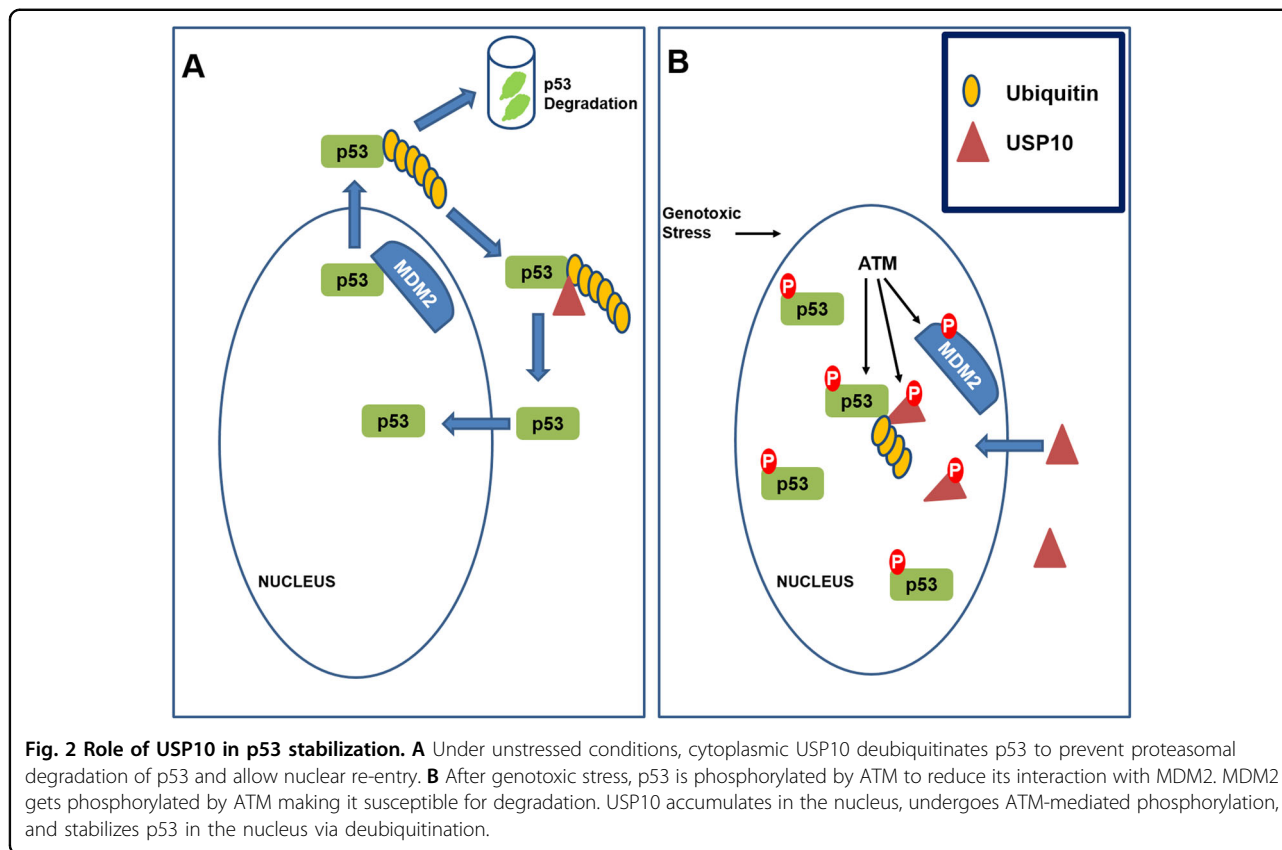 A
p53
Degradation
p53
p53
MDM2
p53
p53
p53
NUCLEUS
B
Ubiquitin
USP10
Genotoxic
Stress
ATM
P
p53
P
MDM2
P
p53
P
P
p53
P
P
p53
NUCLEUS
Fig. 2 Role of USP10 in p53 stabilization. A Under unstressed conditions, cytoplasmic USP10 deubiquitinates p53 to prevent proteasomal
degradation of p53 and allow nuclear re-entry. B After genotoxic stress, p53 is phosphorylated by ATM to reduce its interaction with MDM2. MDM2
gets phosphorylated by ATM making it susceptible for degradation. USP10 accumulates in the nucleus, undergoes ATM-mediated phosphorylation,
and stabilizes p53 in the nucleus via deubiquitination.